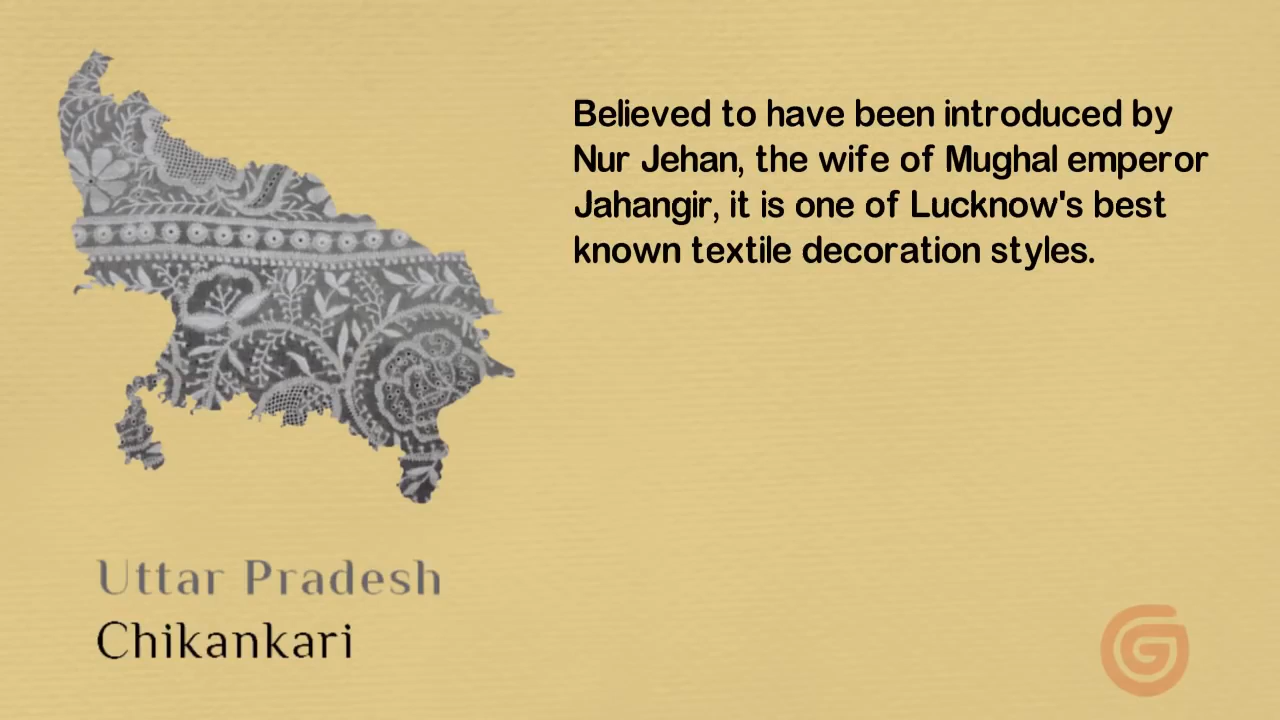 Believed to have been introduced by
Nur Jehan, the wife of Mughal emperor
Jahangir, it is one of Lucknow's best
known textile decoration styles.
Uttar Pradesh
Chikankari